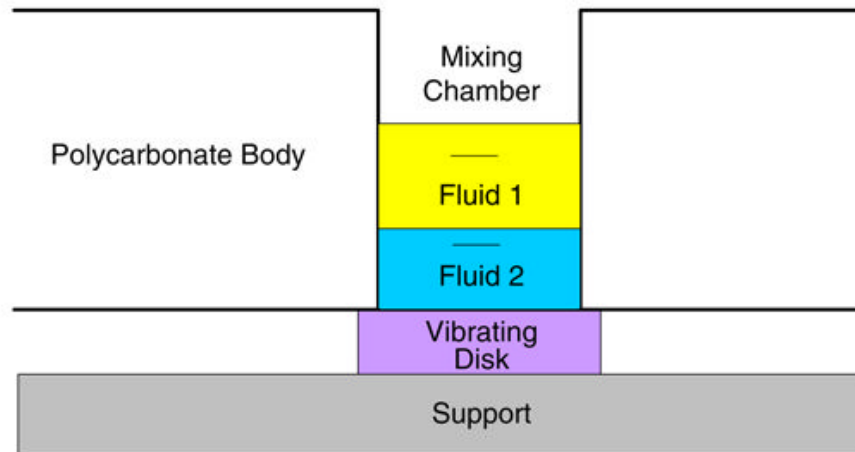 Mixing
Chamber
Polycarbonate Body
Fluid 1
Fluid 2
Vibrating
Disk
Support